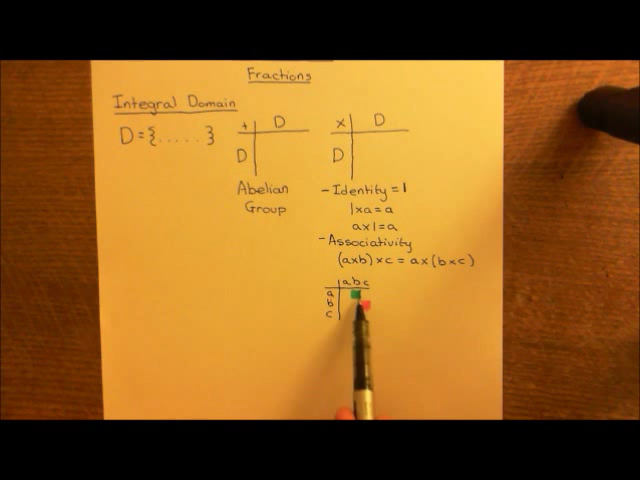 Fractions
Integral Domain
D={.....}
+ D
D
Abelian
Group
x D
D
- Identity = 1
1xa=a
ax1=a
- Associativity
(axb)xc = ax(bxc)
a b c
a
b
c